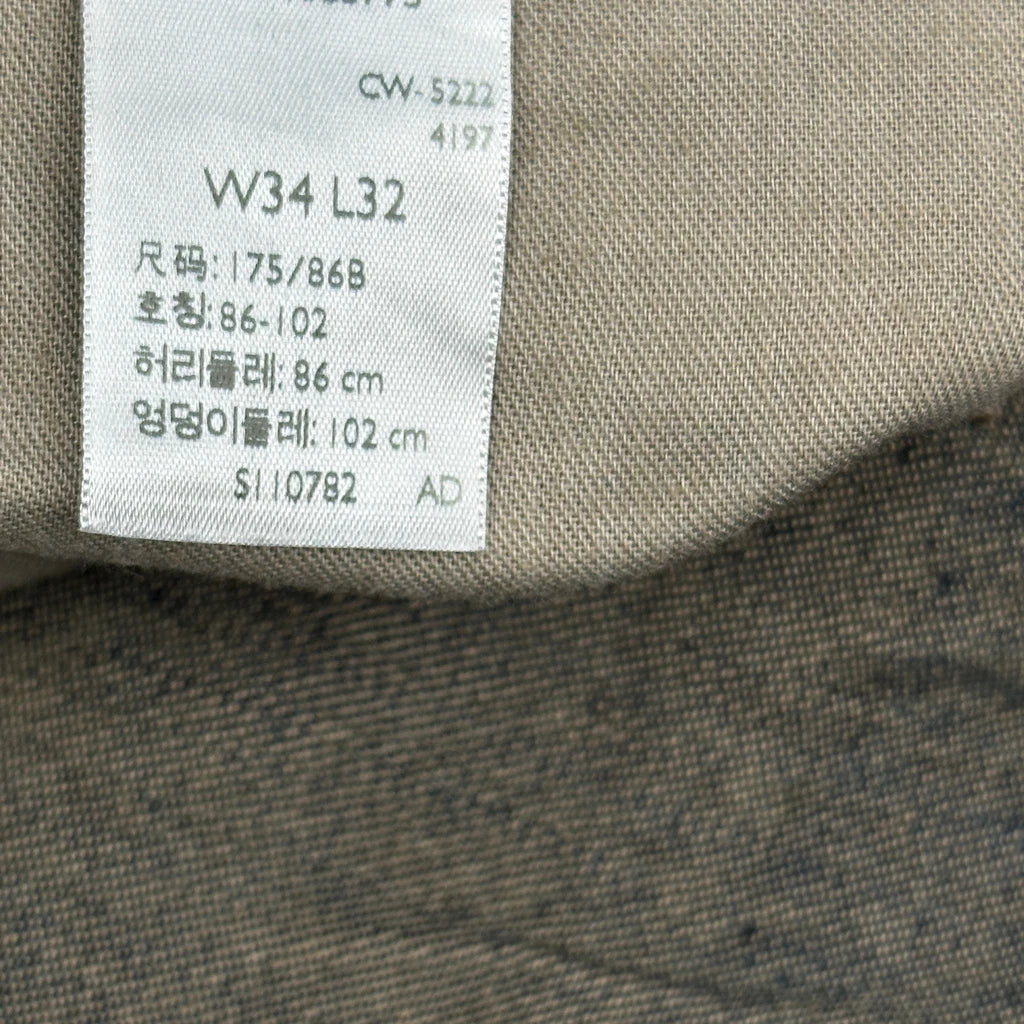 CW-5222
4197
W34 L32
尺码: 175/86B
호칭: 86-102
허리둘레: 86 cm
엉덩이둘레: 102 cm
S110782 AD